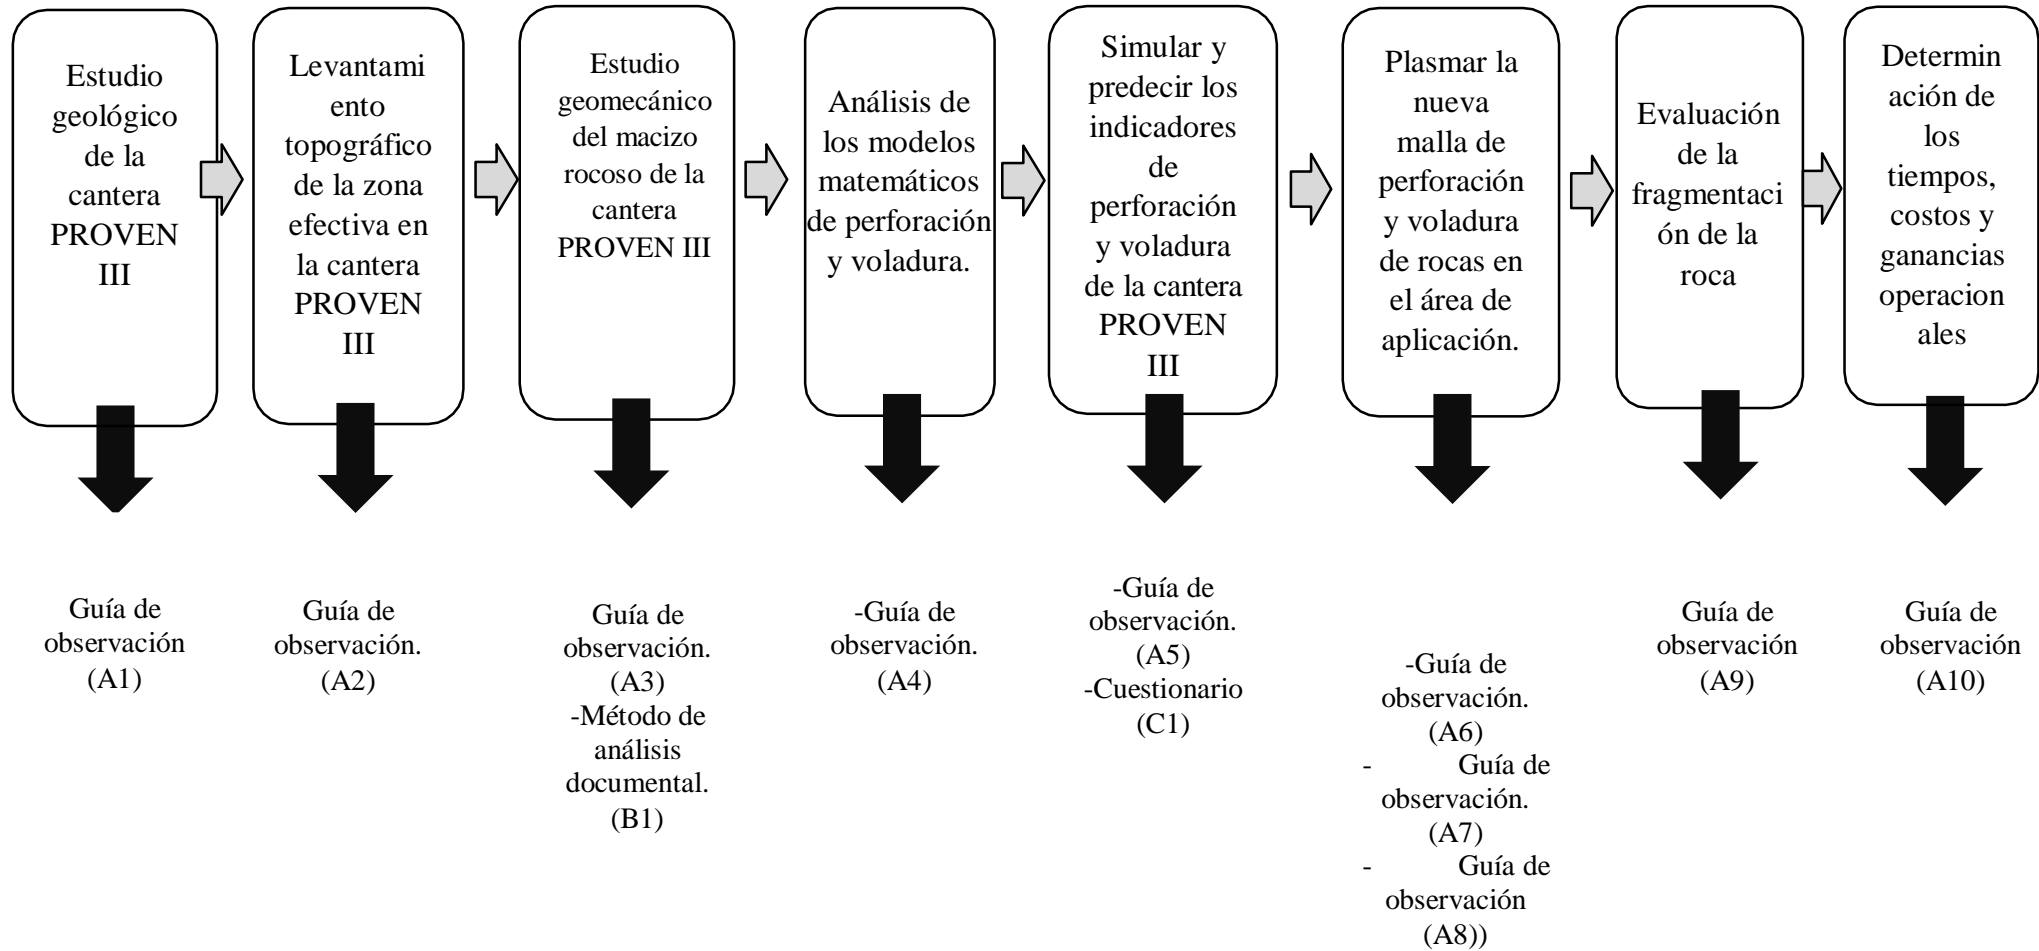 Estudio
geológico
de la
cantera
PROVEN
III
Levantami
ento
topográfico
de la zona
efectiva en
la cantera
PROVEN
III
Estudio
geomecánico
del macizo
rocoso de la
cantera
PROVEN III
Análisis de
los modelos
matemáticos
de perforación
y voladura.
Simular y
predecir los
indicadores
de
perforación
y voladura
de la cantera
PROVEN
III
Plasmar la
nueva
malla de
perforación
y voladura
de rocas en
el área de
aplicación.
Evaluación
de la
fragmentaci
ón de la
roca
Determin
ación de
los
tiempos,
costos y
ganancias
operacion
ales
Guía de
observación
(A1)
Guía de
observación.
(A2)
Guía de
observación.
(A3)
-Método de
análisis
documental.
(B1)
-Guía de
observación.
(A4)
-Guía de
observación.
(A5)
-Cuestionario
(C1)
-Guía de
observación.
(A6)
- Guía de
observación.
(A7)
- Guía de
observación
(A8))
Guía de
observación
(A9)
Guía de
observación
(A10)